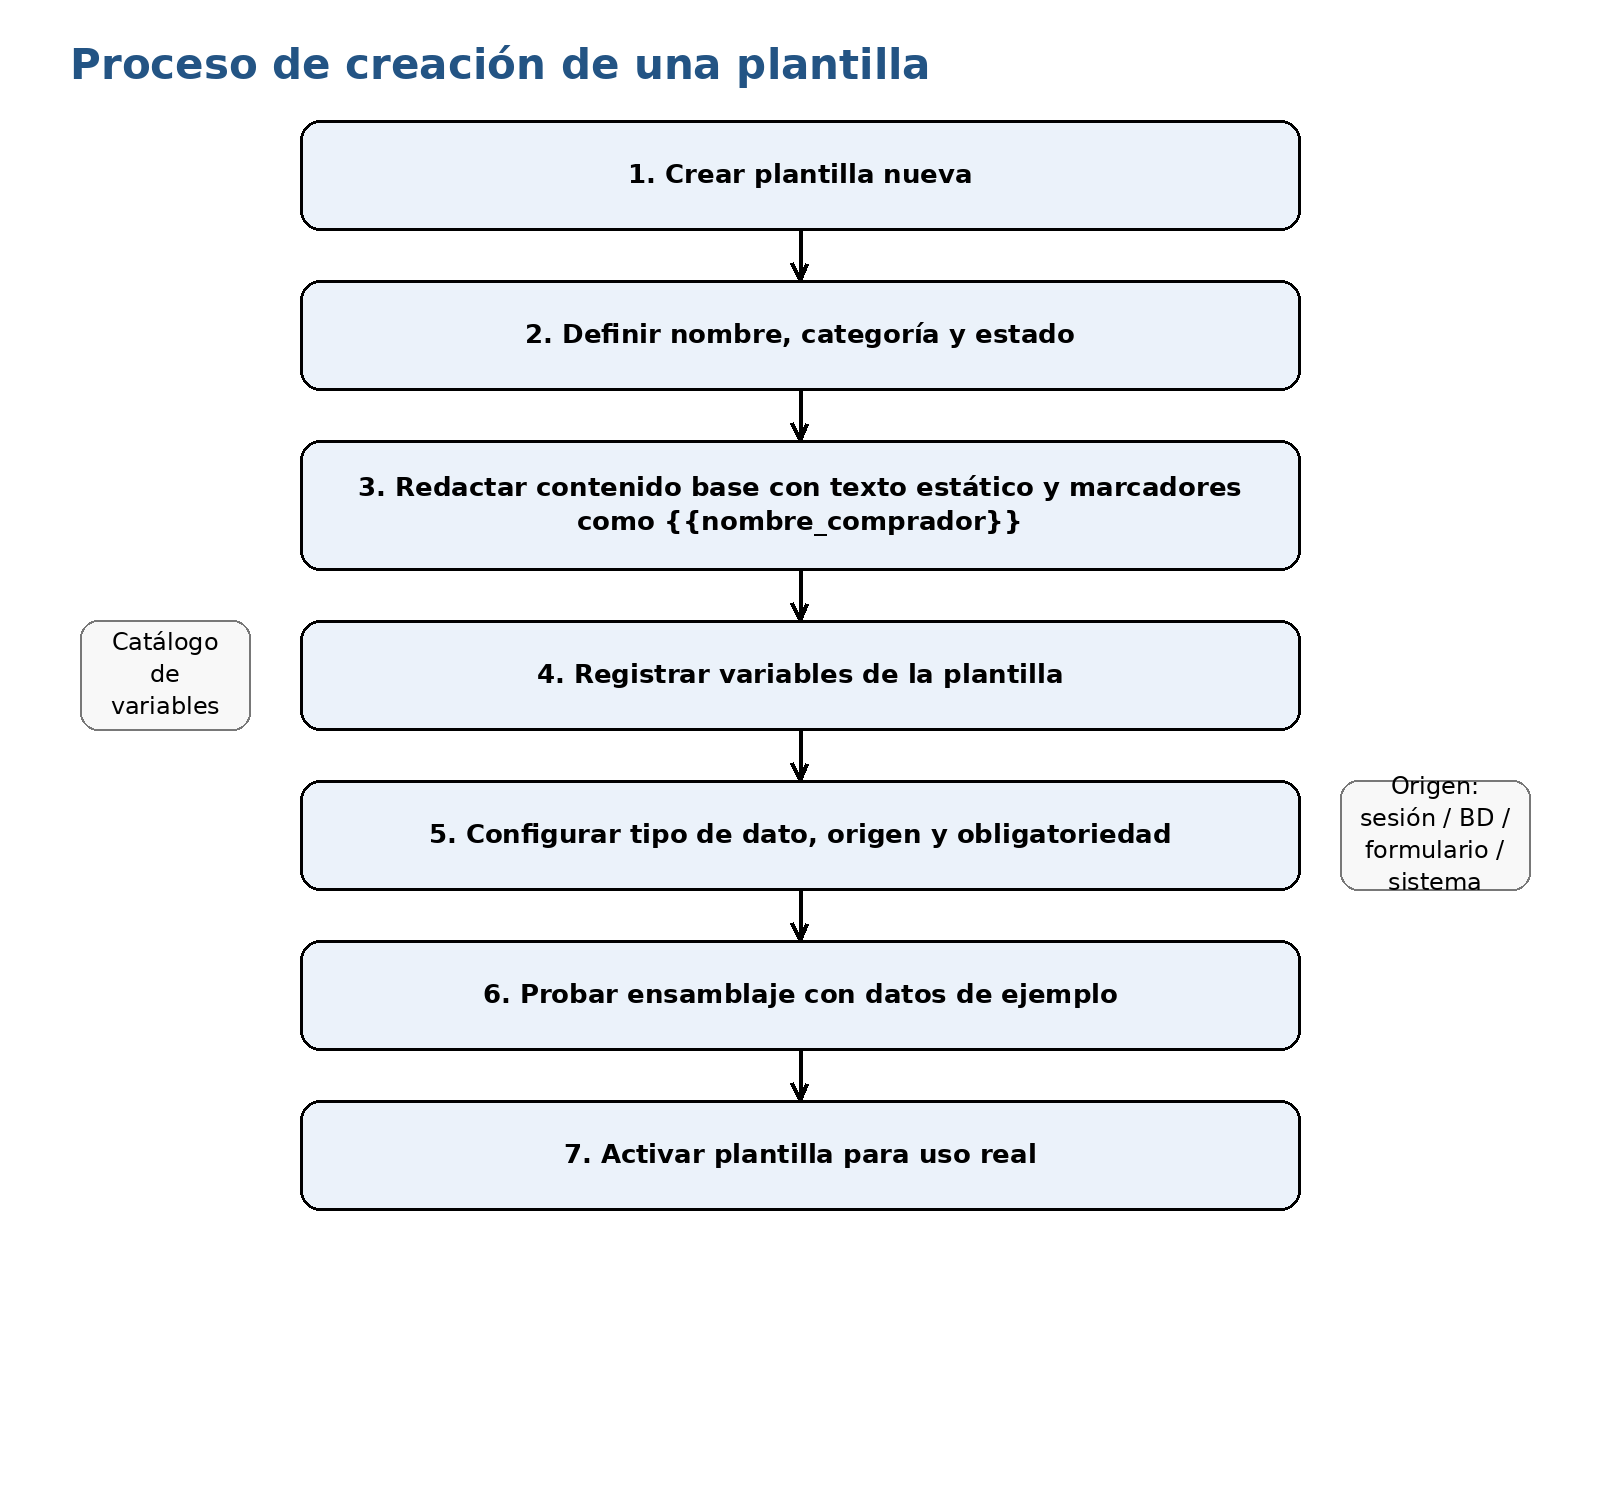 Proceso de creación de una plantilla
1. Crear plantilla nueva
2. Definir nombre, categoría y estado
3. Redactar contenido base con texto estático y marcadores
como {{nombre_comprador}}
Catálogo
de
variables
4. Registrar variables de la plantilla
5. Configurar tipo de dato, origen y obligatoriedad
Origen:
sesión / BD /
formulario /
sistema
6. Probar ensamblaje con datos de ejemplo
7. Activar plantilla para uso real